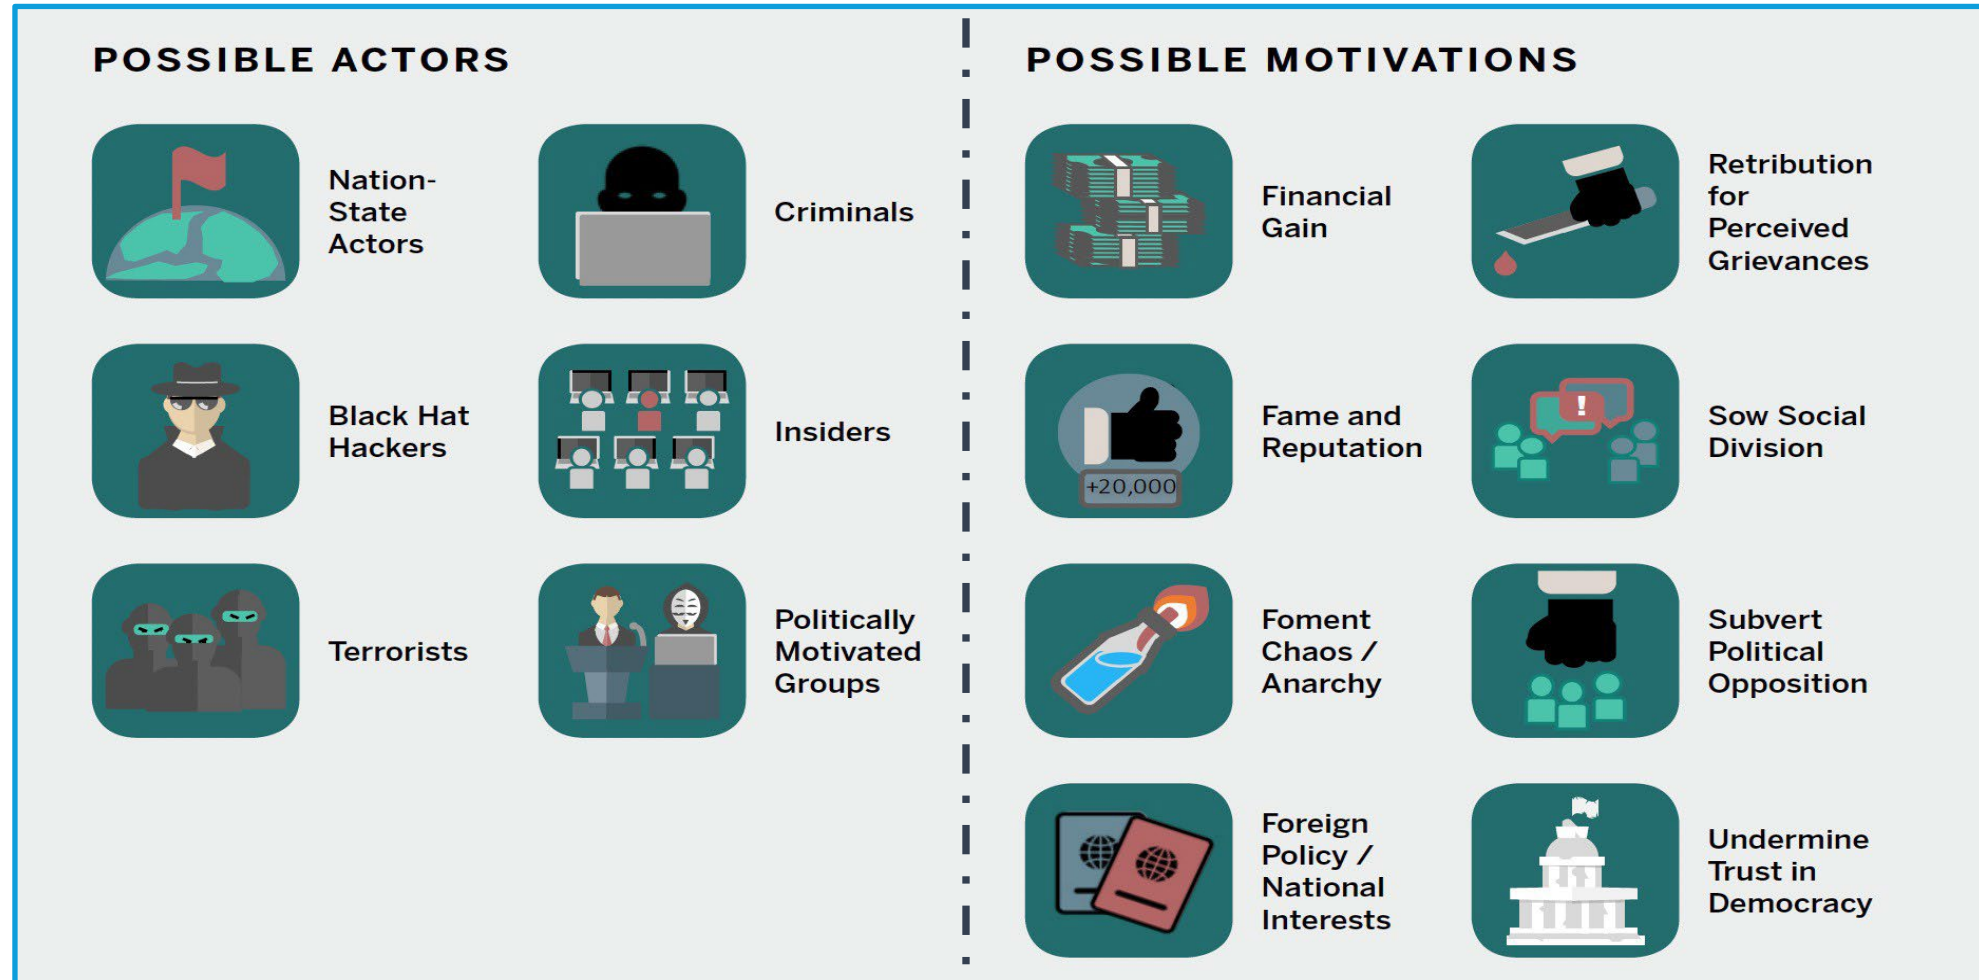 POSSIBLE ACTORS
Nation-
State
Actors
Criminals
Black Hat
Hackers
Insiders
Terrorists
Politically
Motivated
Groups
POSSIBLE MOTIVATIONS
Financial
Gain
Retribution
for
Perceived
Grievances
+20,000
Fame and
Reputation
!
Sow Social
Division
Foment
Chaos /
Anarchy
Subvert
Political
Opposition
Foreign
Policy /
National
Interests
Undermine
Trust in
Democracy